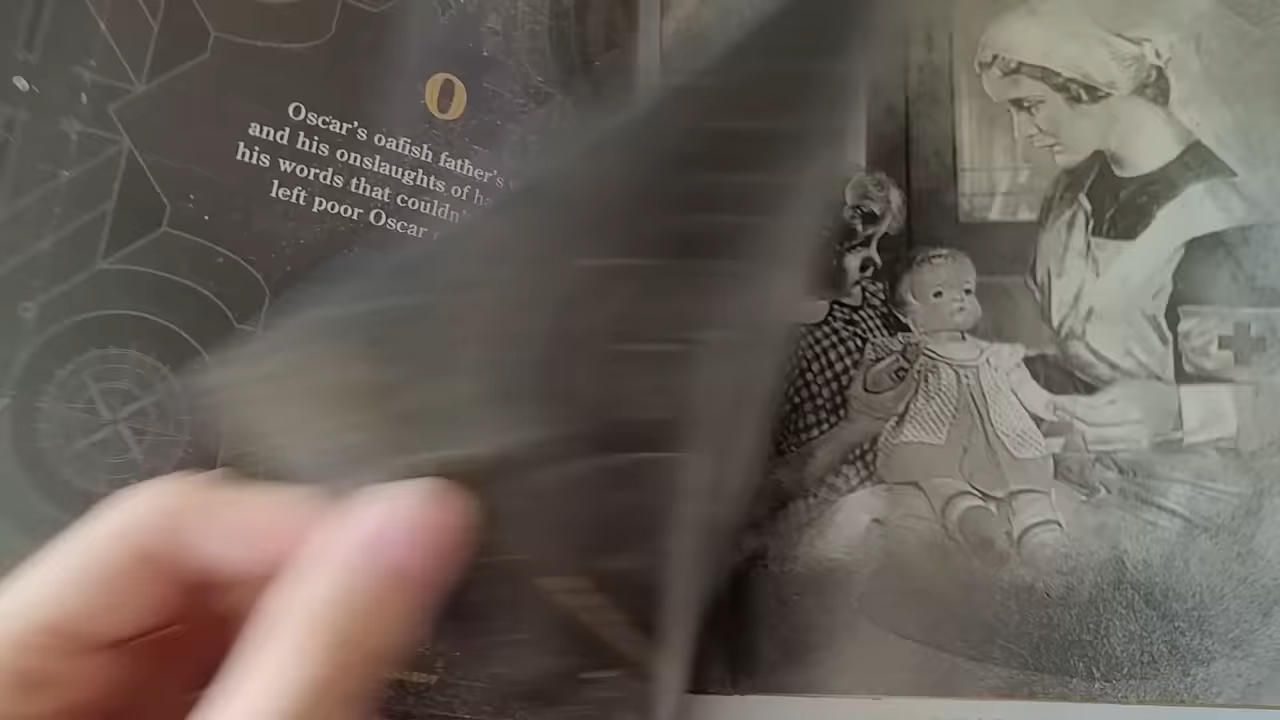 O
Oscar's oafish father's
and his onslaughts of
his words that couldn'
left poor Oscar